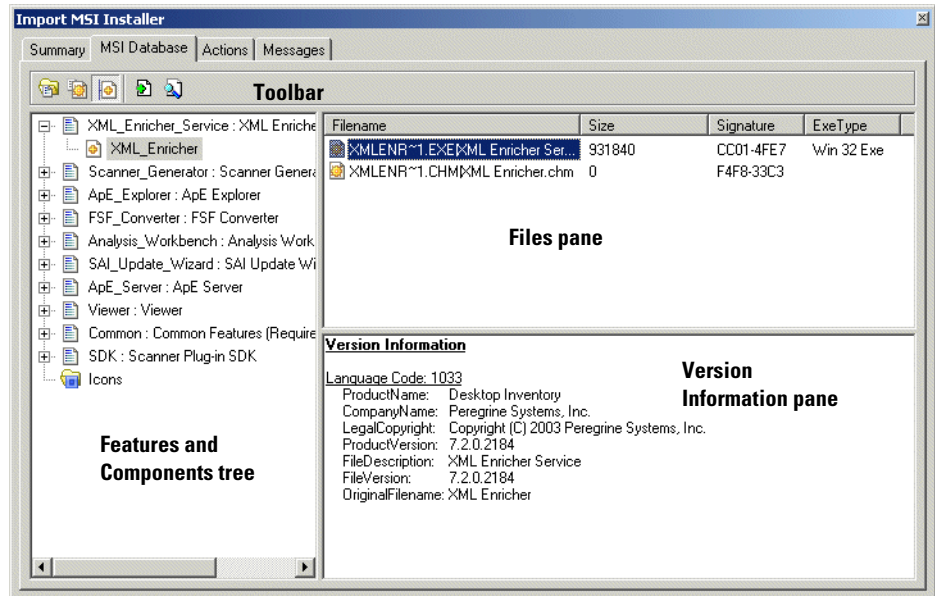 Import MSI Installer
Summary MSI Database Actions Messages
Toolbar
XML_Enricher_Service : XML Enriche
XML_Enricher
Scanner_Generator : Scanner Genera
ApE_Explorer : ApE Explorer
FSF_Converter : FSF Converter
Analysis_Workbench : Analysis Work
SAI_Update_Wizard : SAI Update Wi
ApE_Server : ApE Server
Viewer : Viewer
Common : Common Features (Require
SDK : Scanner Plug-in SDK
Icons
Features and
Components tree
Filename Size Signature ExeType
XMLENR~1.EXE|XML Enricher Ser... 931840 CC01-4FE7 Win 32 Exe
XMLENR~1.CHM|XML Enricher.chm 0 F4F8-33C3
Files pane
Version Information
Language Code: 1033
ProductName: Desktop Inventory
CompanyName: Peregrine Systems, Inc.
LegalCopyright: Copyright (C) 2003 Peregrine Systems, Inc.
ProductVersion: 7.2.0.2184
FileDescription: XML Enricher Service
FileVersion: 7.2.0.2184
OriginalFilename: XML Enricher
Version
Information pane